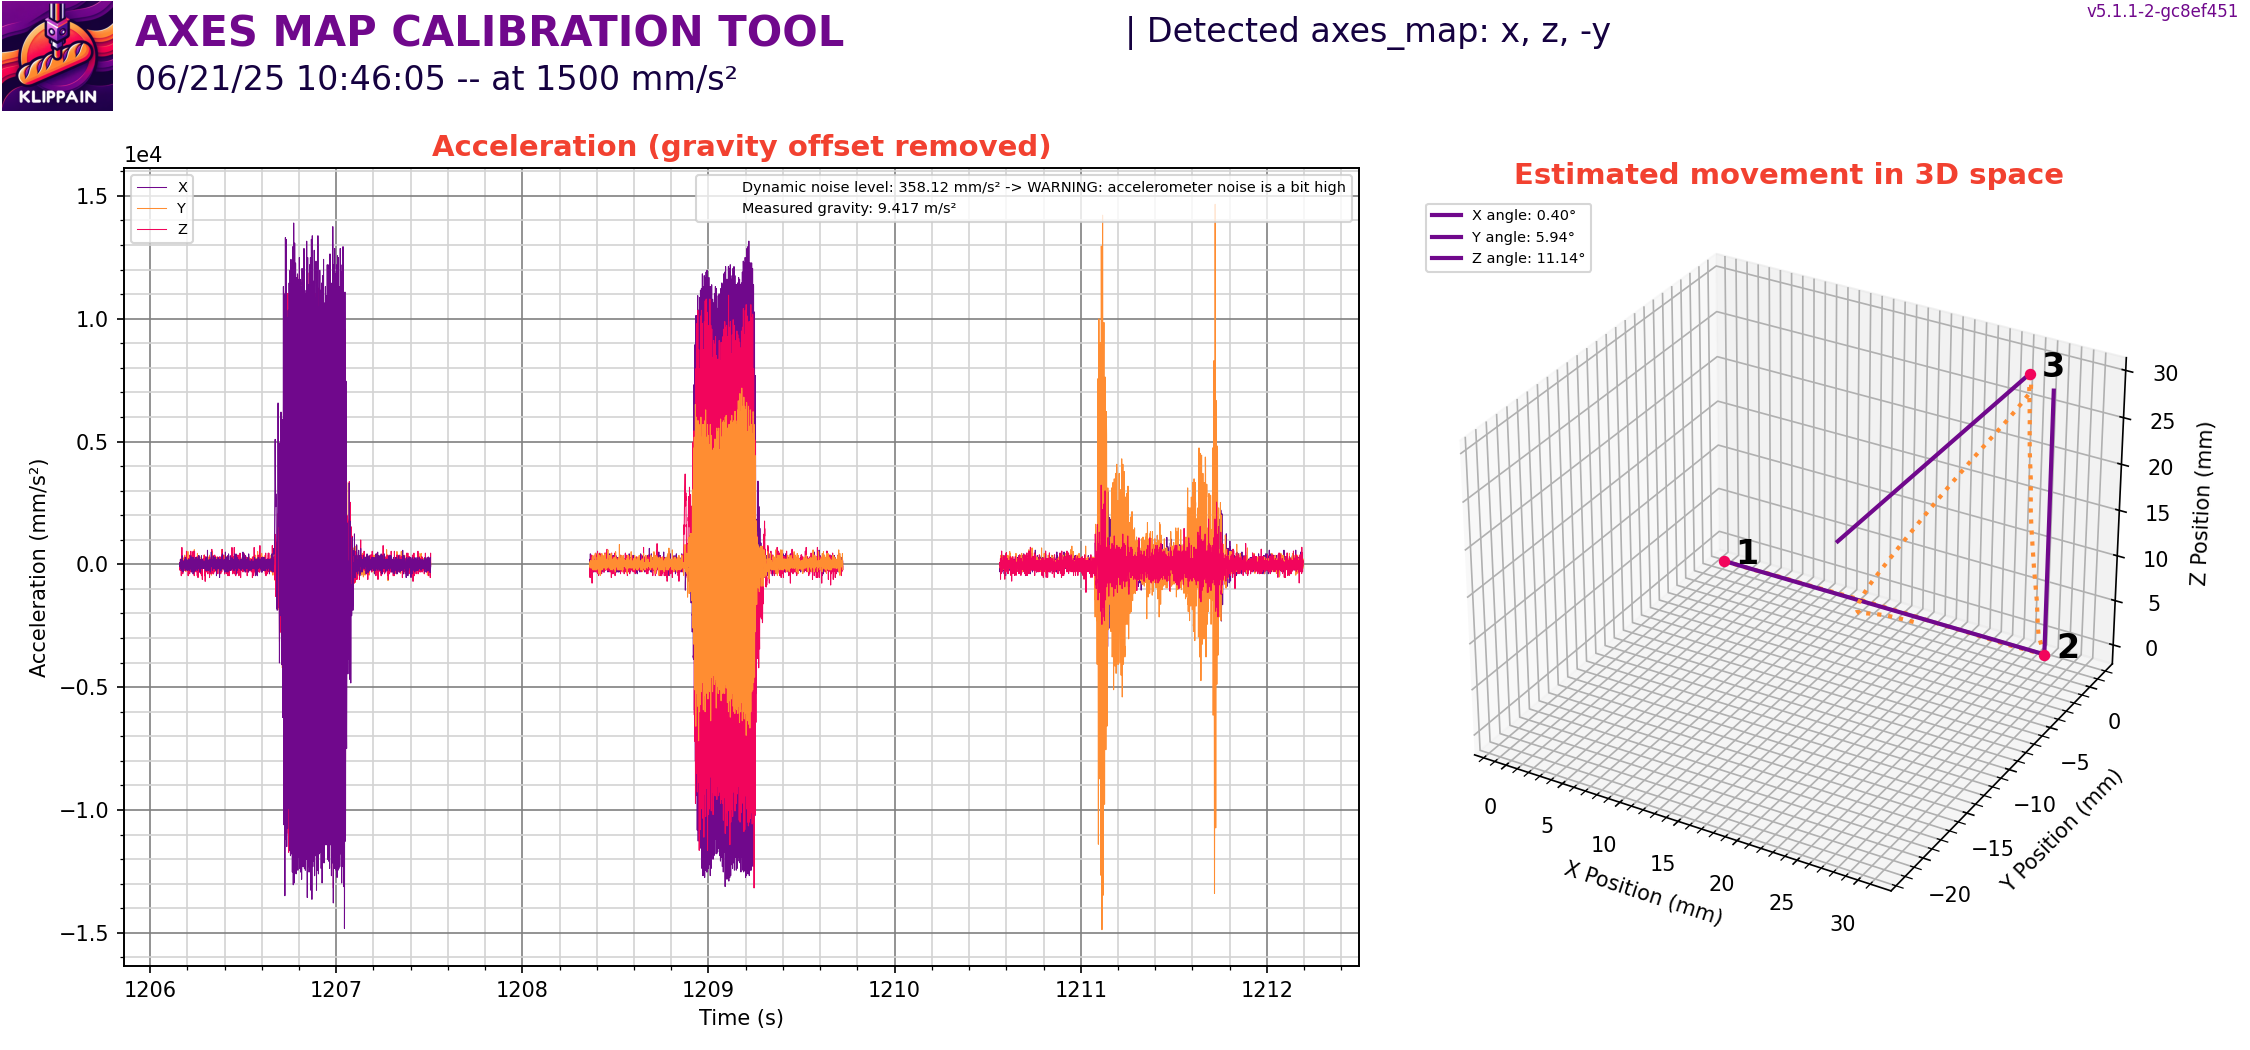 KLIPPAIN
AXES MAP CALIBRATION TOOL
06/21/25 10:46:05 -- at 1500 mm/s²
| Detected axes_map: x, z, -y
v5.1.1-2-gc8ef451
Acceleration (gravity offset removed)
1e4
X
Y
Z
Dynamic noise level: 358.12 mm/s² -> WARNING: accelerometer noise is a bit high
Measured gravity: 9.417 m/s²
1.5
1.0
0.5
0.0
−0.5
−1.0
−1.5
Acceleration (mm/s²)
1206
1207
1208
1209
1210
1211
1212
Time (s)
Estimated movement in 3D space
X angle: 0.40°
Y angle: 5.94°
Z angle: 11.14°
1
2
3
30
25
20
15
10
5
0
Z Position (mm)
0
−5
−10
−15
−20
Y Position (mm)
0
5
10
15
20
25
30
X Position (mm)